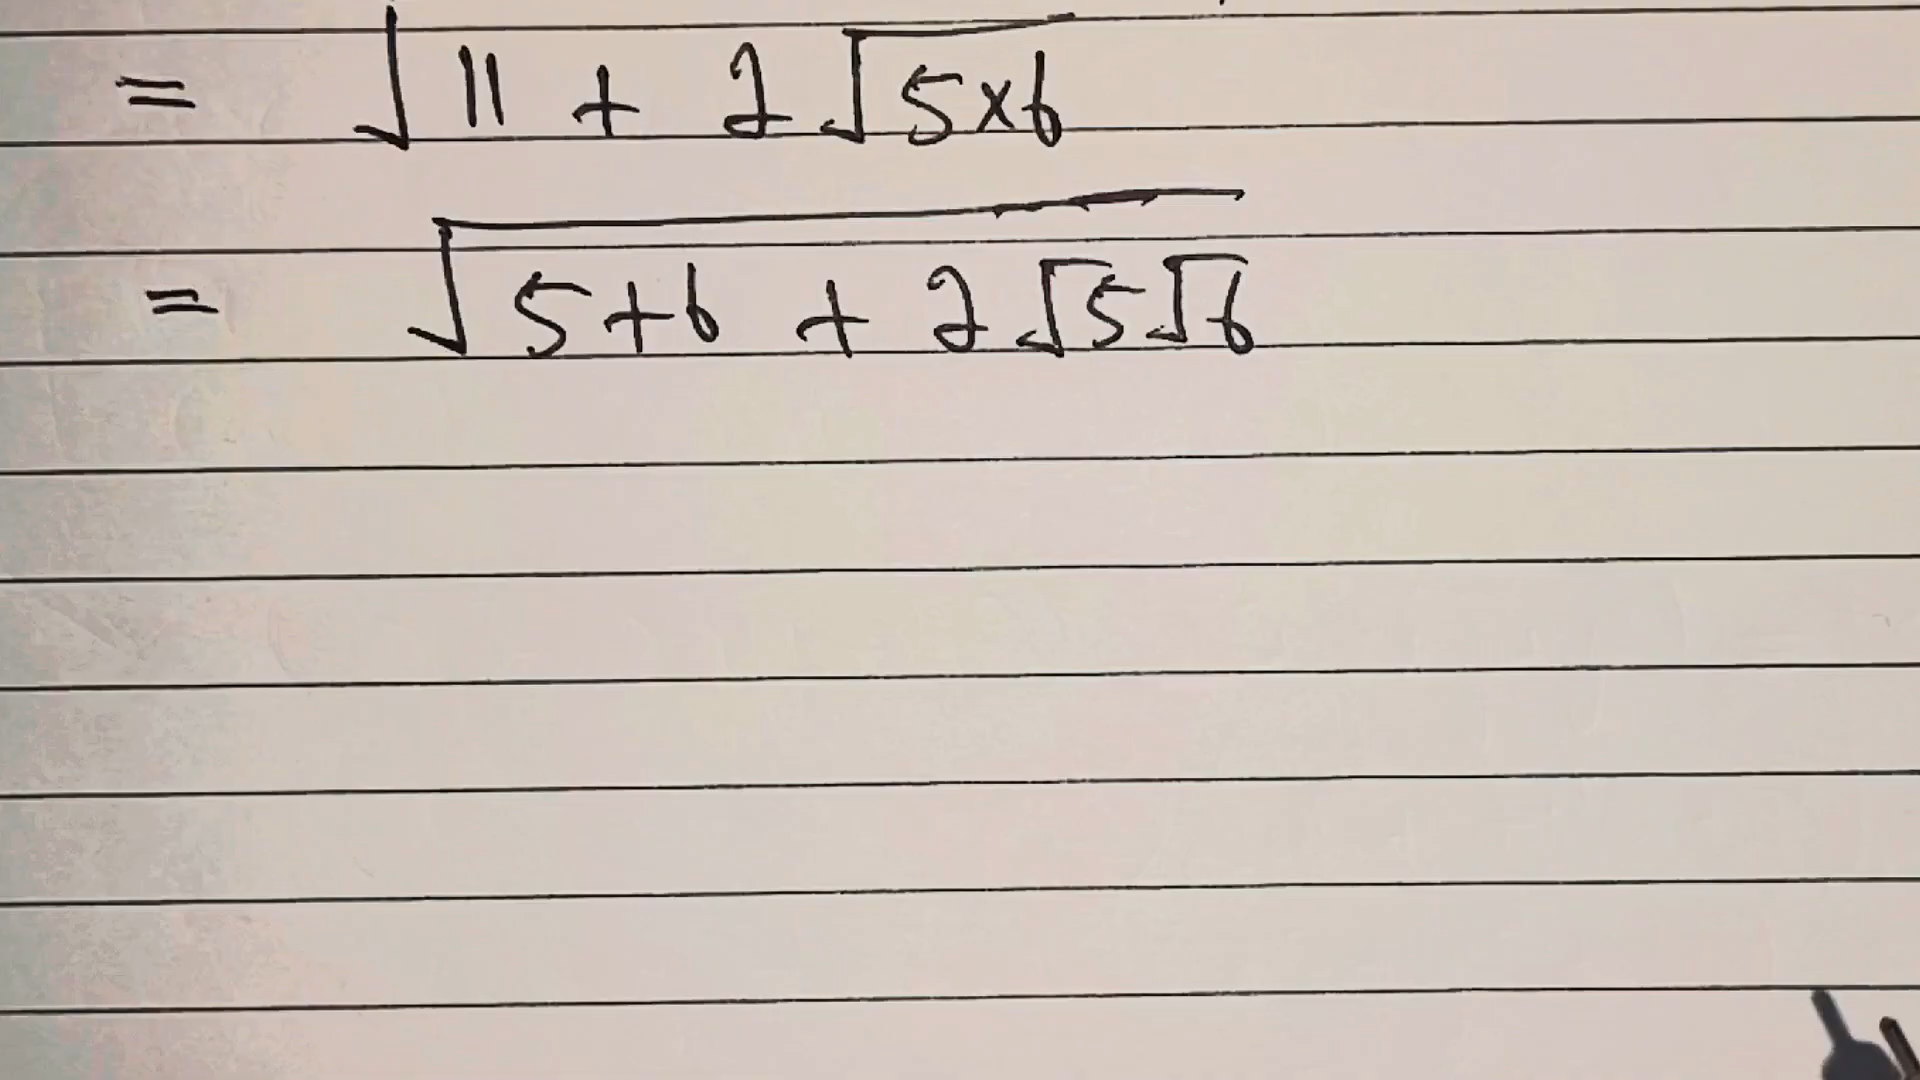 = √11 + 2√5×6
= √5+6 + 2√5√6